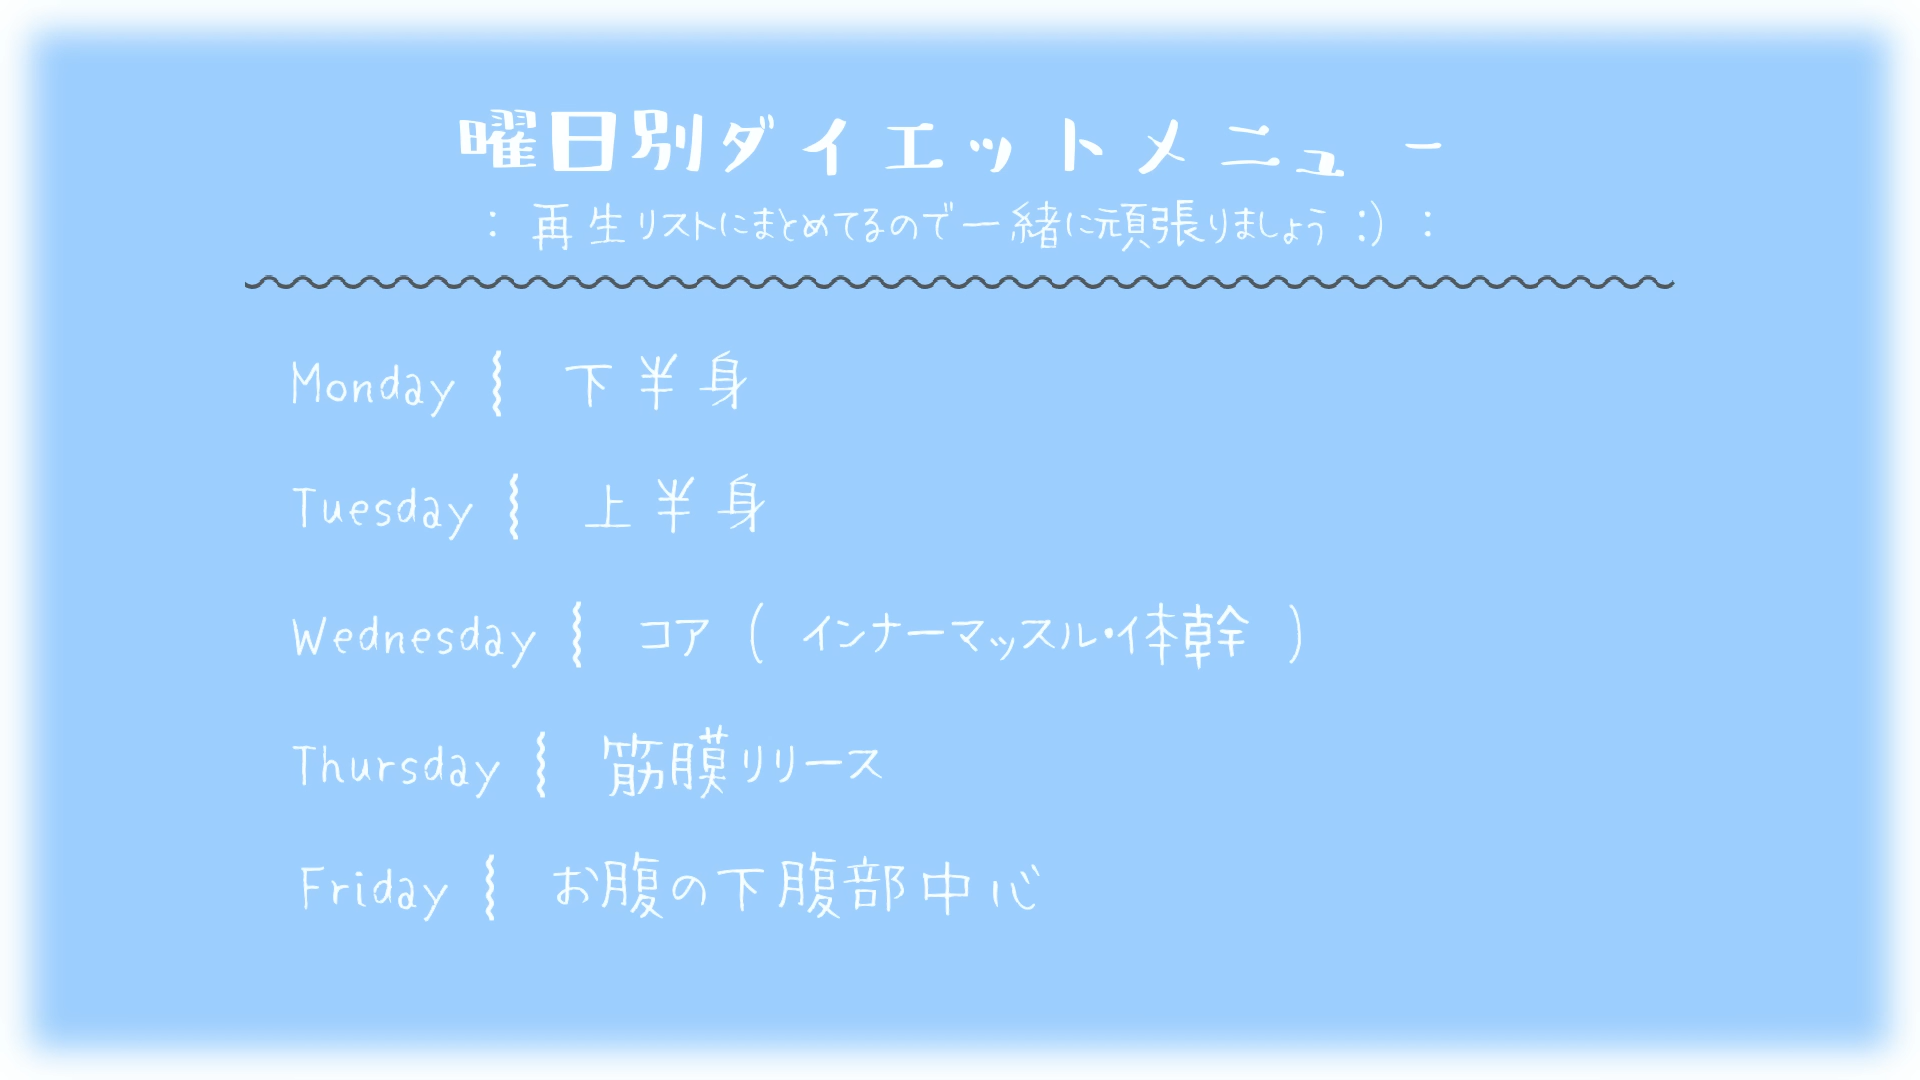 曜日別ダイエットメニュー
: 再生リストにまとめてるので一緒に頑張りましょう :) :
Monday ┊ 下半身
Tuesday ┊ 上半身
Wednesday ┊ コア ( インナーマッスル・体幹 )
Thursday ┊ 筋膜リリース
Friday ┊ お腹の下腹部中心